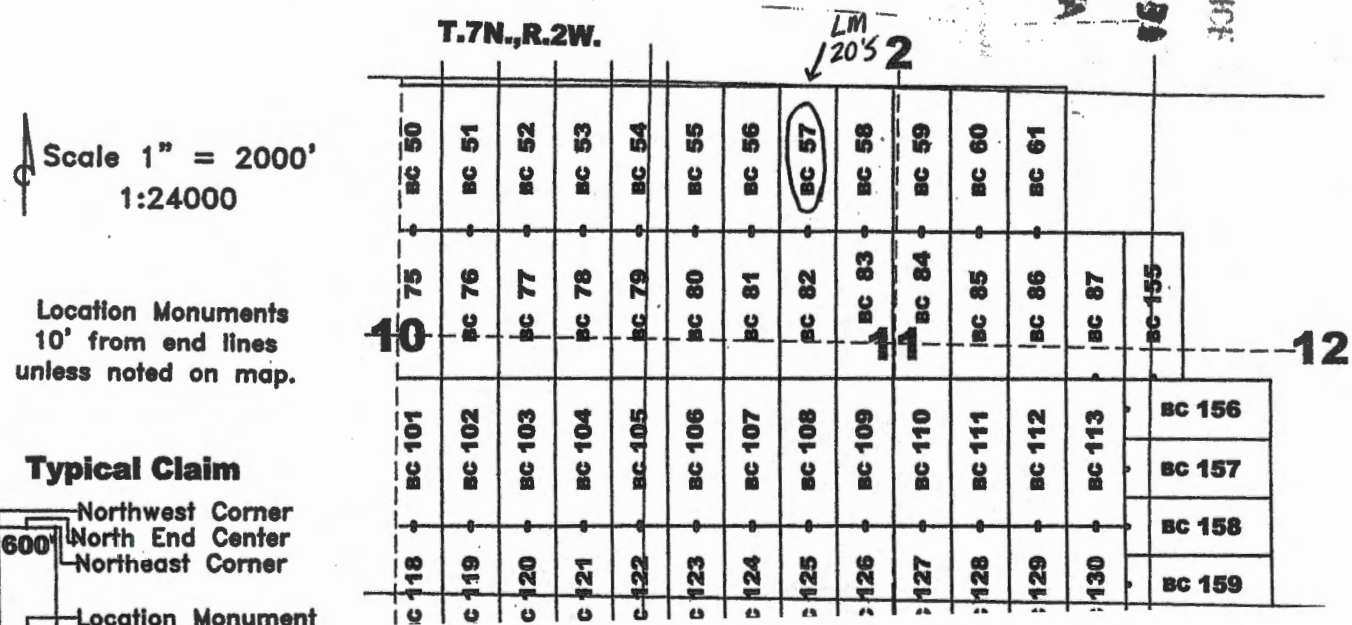 T.7N.,R.2W.
LM
20'S
2
Scale 1" = 2000'
1:24000
BC 50
BC 51
BC 52
BC 53
BC 54
BC 55
BC 56
BC 57
BC 58
BC 59
BC 60
BC 61
Location Monuments
10' from end lines
unless noted on map.
75
BC 76
BC 77
BC 78
BC 79
BC 80
BC 81
BC 82
BC 83
BC 84
BC 85
BC 86
BC 87
BC 155
10
11
12
BC 101
BC 102
BC 103
BC 104
BC 105
BC 106
BC 107
BC 108
BC 109
BC 110
BC 111
BC 112
BC 113
BC 156
BC 157
BC 158
BC 159
Typical Claim
Northwest Corner
North End Center
Northeast Corner
600'
Location Monument
BC 118
C 119
C 120
C 121
C 122
C 123
C 124
C 125
C 126
127
128
129
130